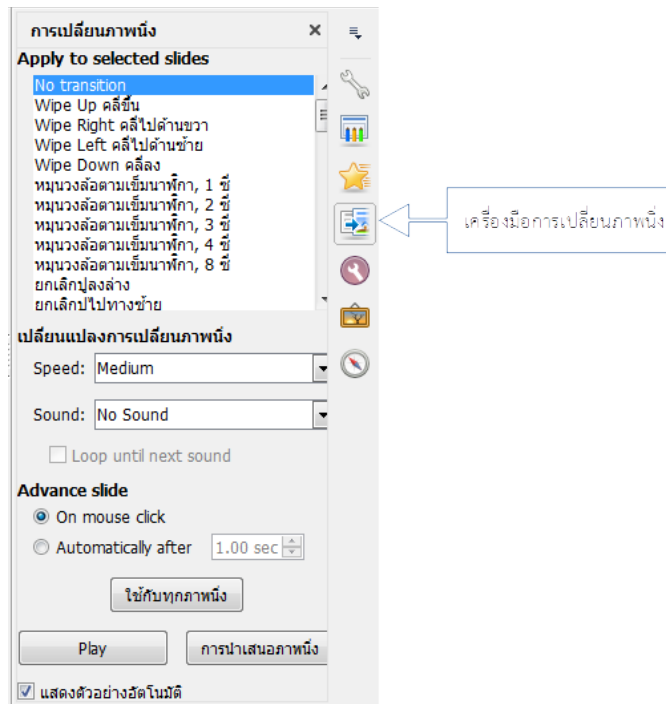 การเปลี่ยนภาพนิ่ง
Apply to selected slides
No transition
Wipe Up คลี่ขึ้น
Wipe Right คลี่ไปด้านขวา
Wipe Left คลี่ไปด้านซ้าย
Wipe Down คลี่ลง
หมุนวงล้อตามเข็มนาฬิกา, 1 ซี่
หมุนวงล้อตามเข็มนาฬิกา, 2 ซี่
หมุนวงล้อตามเข็มนาฬิกา, 3 ซี่
หมุนวงล้อตามเข็มนาฬิกา, 4 ซี่
หมุนวงล้อตามเข็มนาฬิกา, 8 ซี่
ยกเลิกปูลงล่าง
ยกเลิกปูไปทางซ้าย
เปลี่ยนแปลงการเปลี่ยนภาพนิ่ง
Speed: Medium
Sound: No Sound
Loop until next sound
Advance slide
On mouse click
Automatically after 1.00 sec
ใช้กับทุกภาพนิ่ง
Play การนำเสนอภาพนิ่ง
แสดงตัวอย่างอัตโนมัติ
เครื่องมือการเปลี่ยนภาพนิ่ง